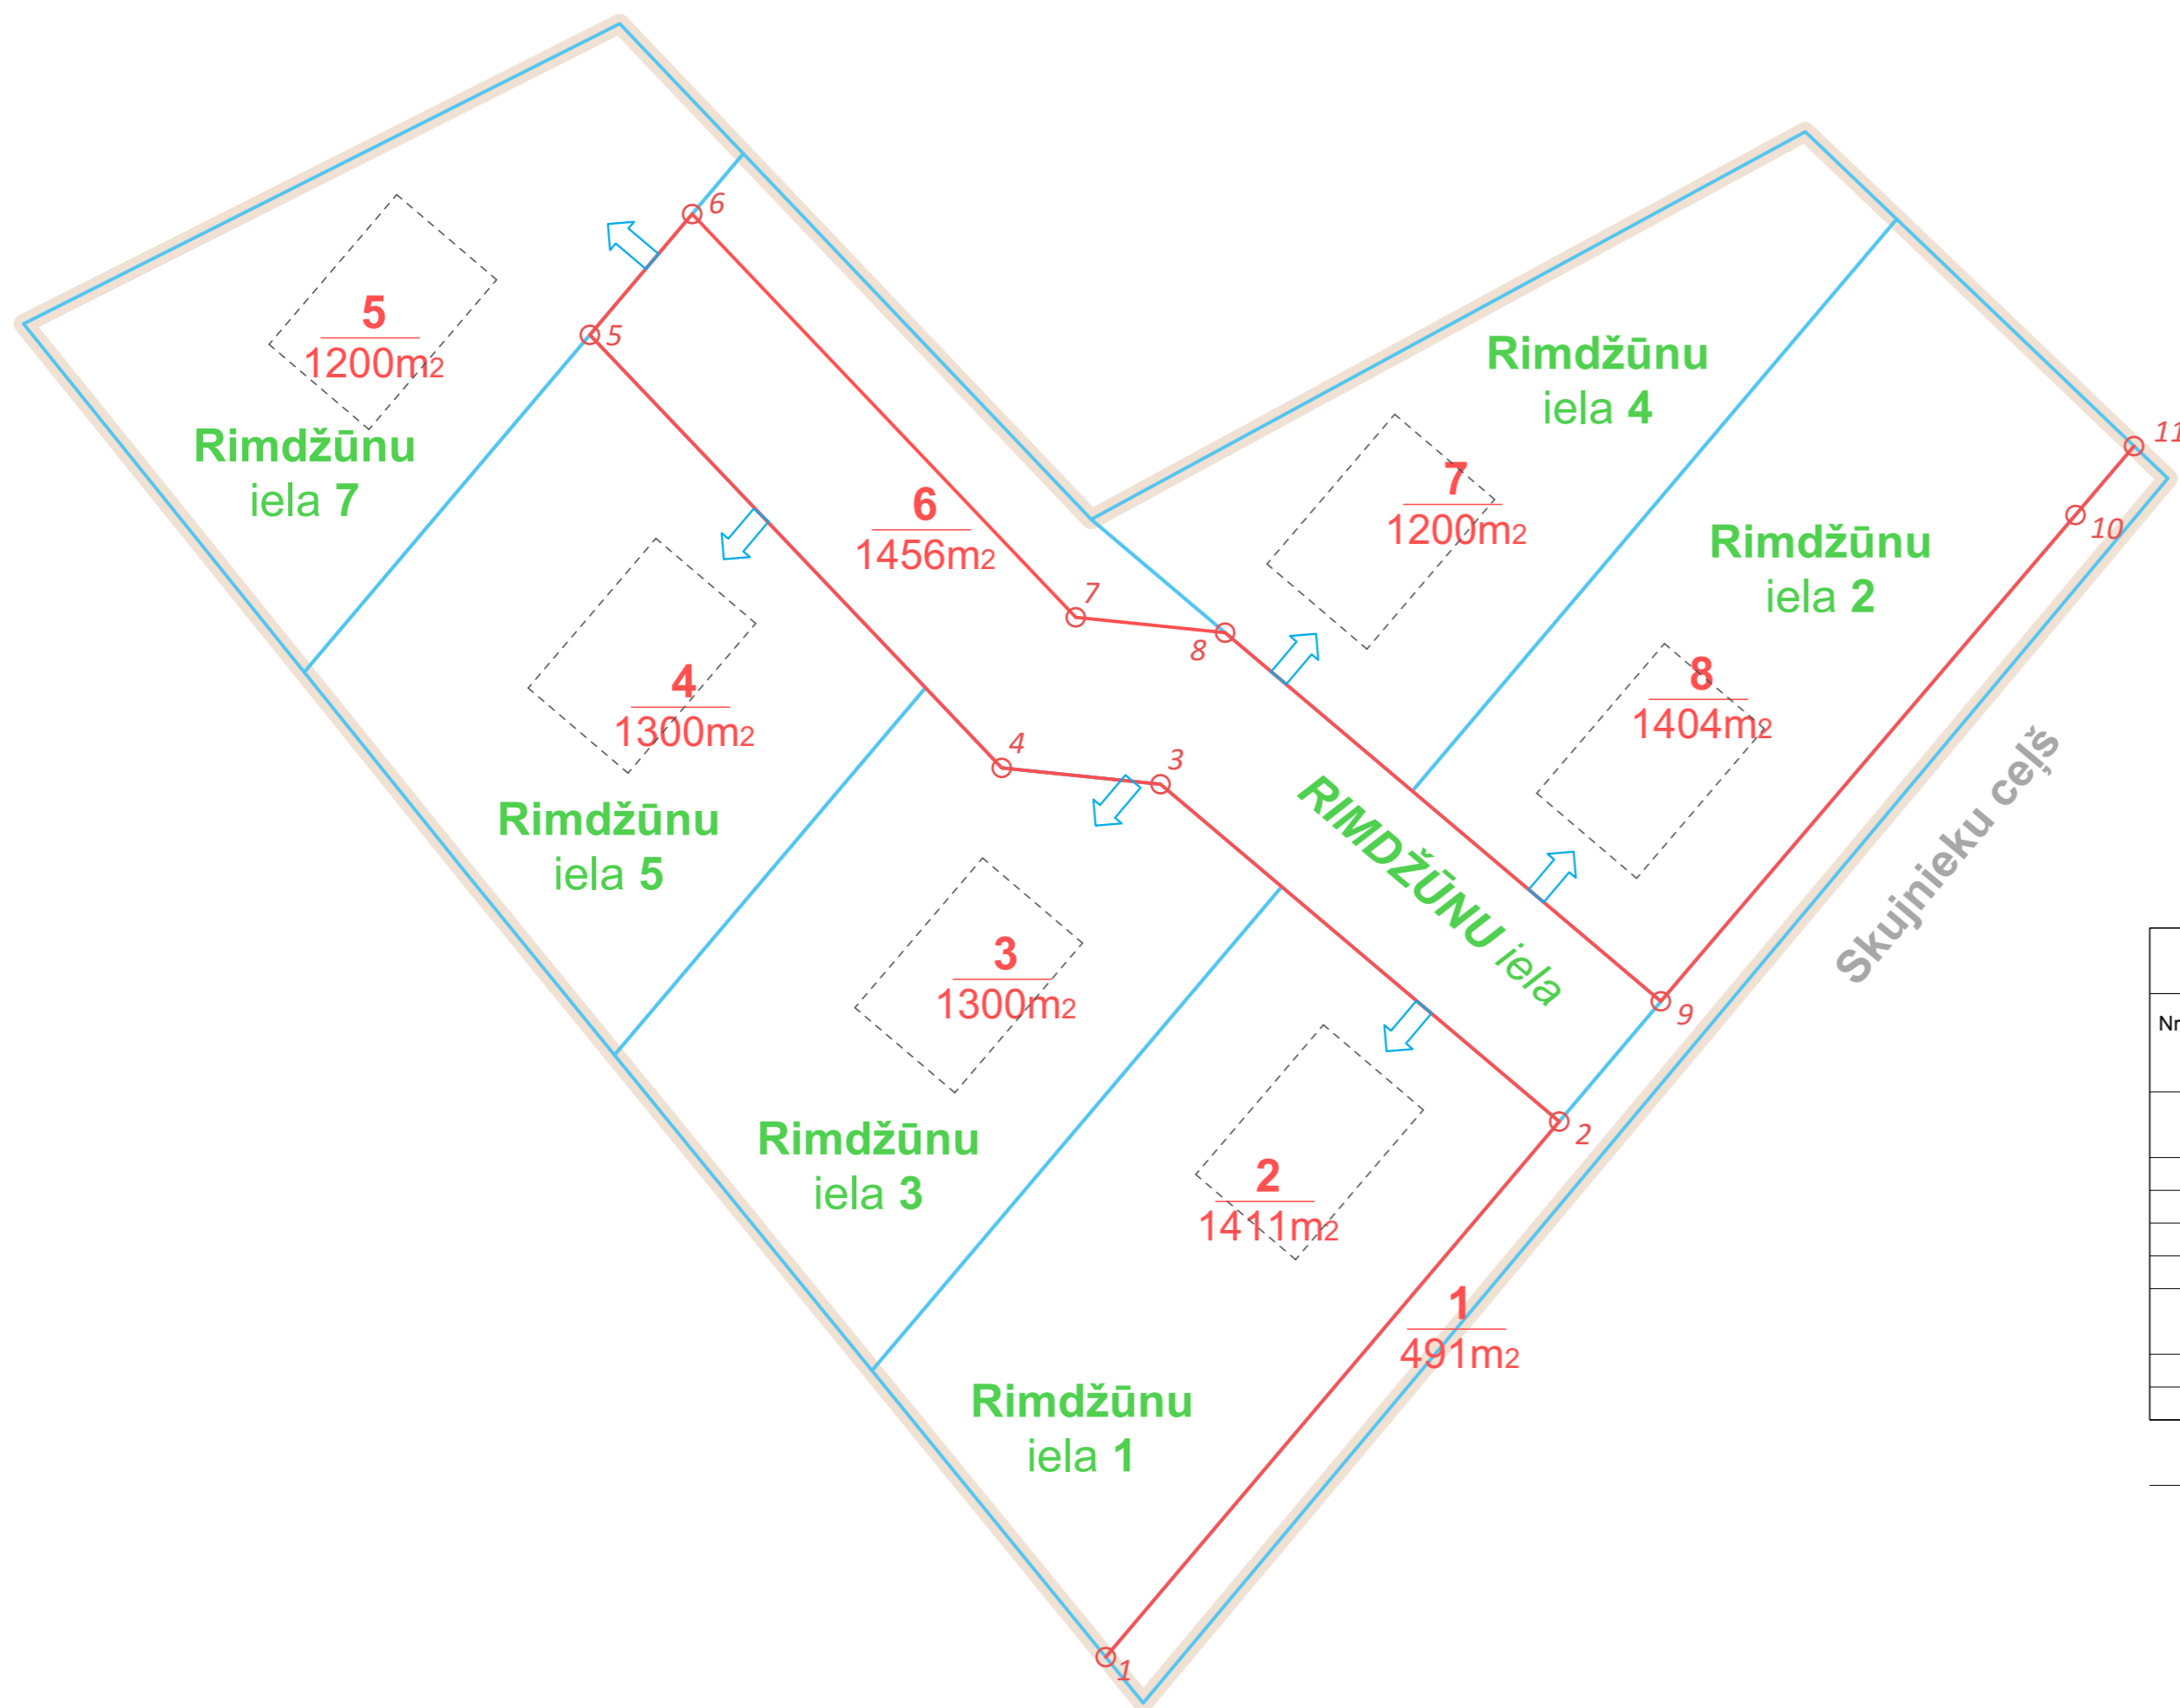 6
5
5
1200m2
Rimdžūnu
iela 7
Rimdžūnu
iela 4
11
7
1200m2
6
1456m2
10
Rimdžūnu
iela 2
7
8
4
1300m2
8
1404m2
4
3
Skujnieku ceļš
RIMDŽŪNU iela
Rimdžūnu
iela 5
3
1300m2
9
Nr
2
Rimdžūnu
iela 3
2
1411m2
1
491m2
Rimdžūnu
iela 1
1